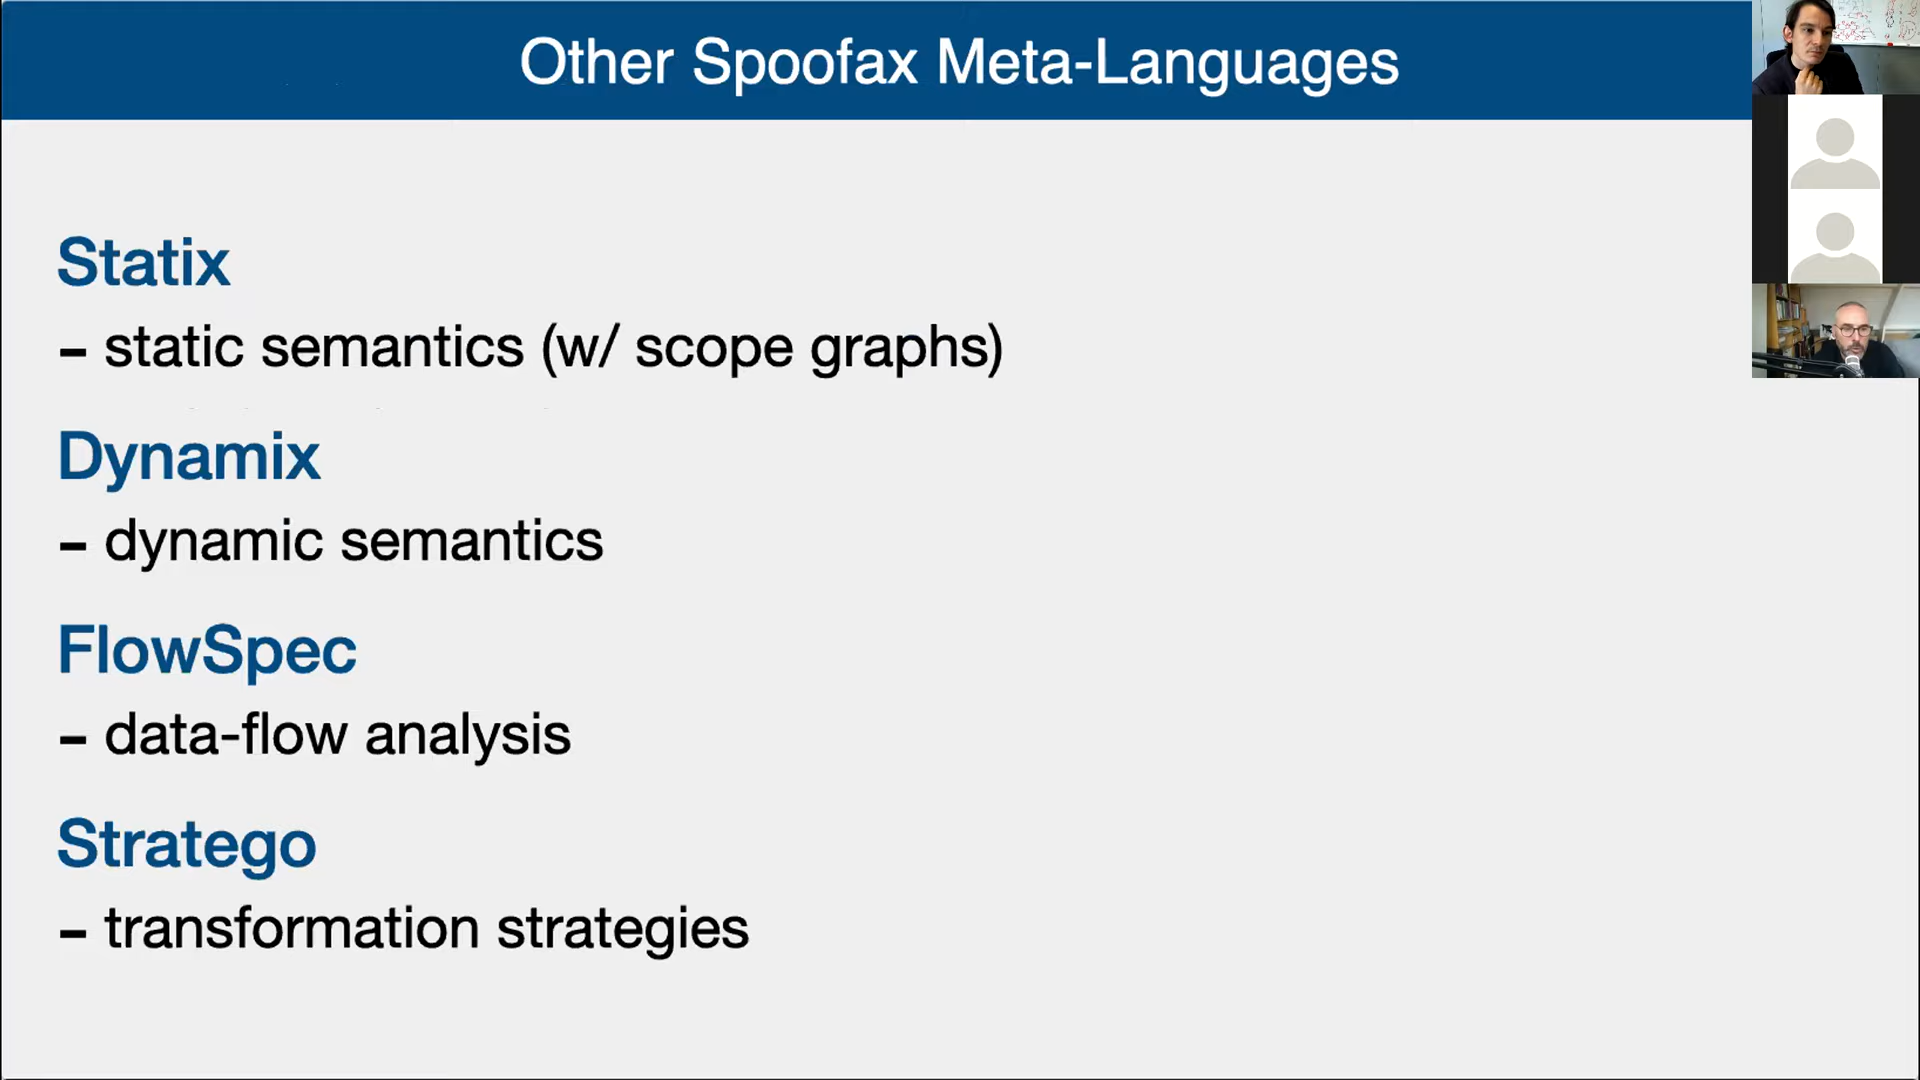 Other Spoofax Meta-Languages
Statix
– static semantics (w/ scope graphs)
Dynamix
– dynamic semantics
FlowSpec
– data-flow analysis
Stratego
– transformation strategies